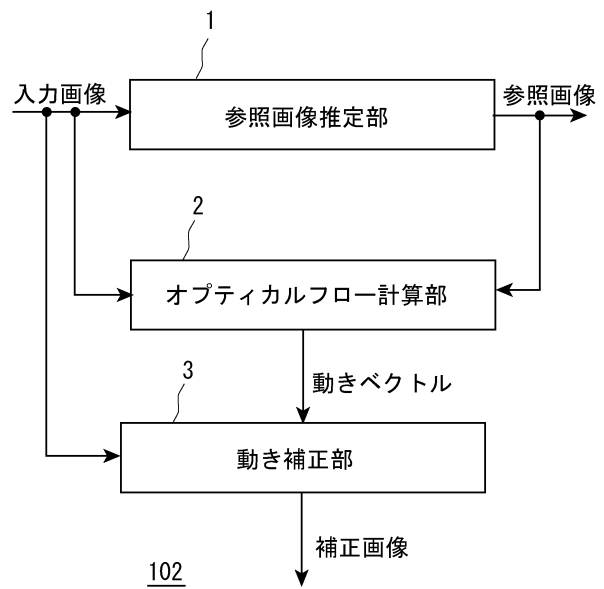 1
入力画像
参照画像推定部
参照画像
2
オプティカルフロー計算部
動きベクトル
3
動き補正部
補正画像
102